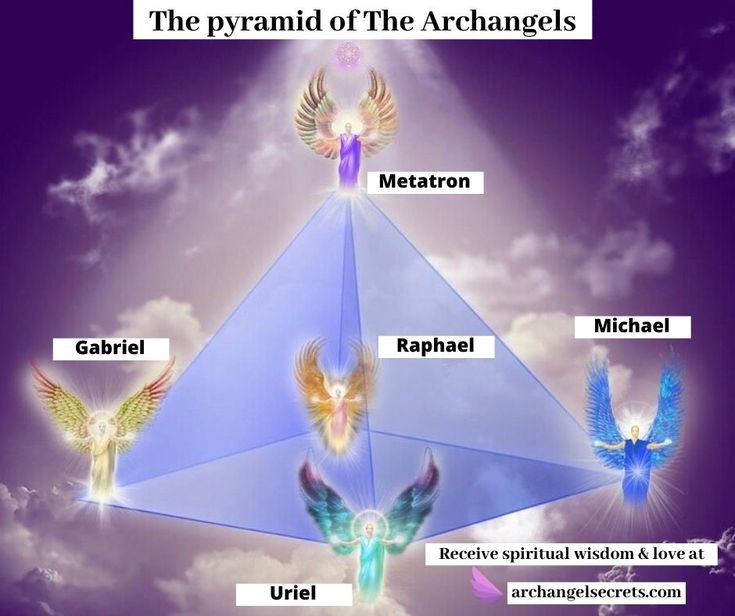 The pyramid of The Archangels
Metatron
Michael
Gabriel
Raphael
Receive spiritual wisdom & love at
Uriel
archangelsecrets.com